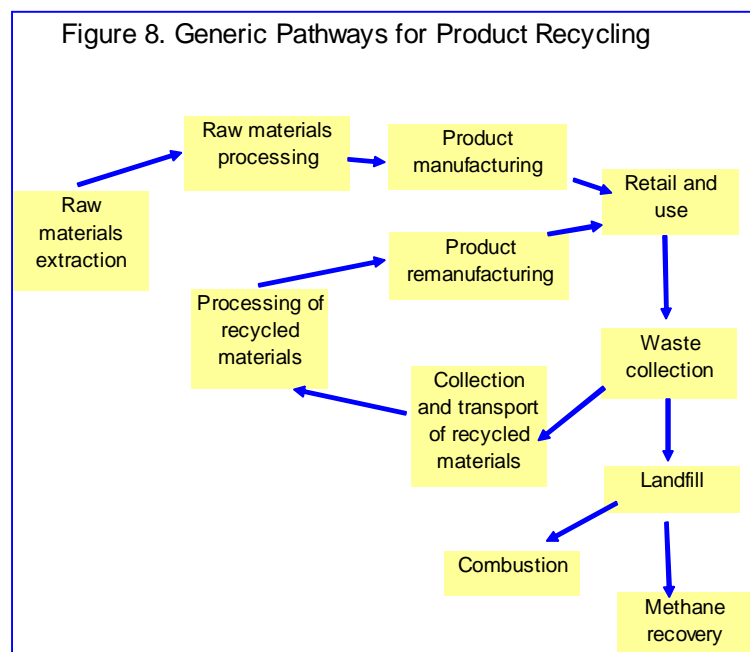 Figure 8. Generic Pathways for Product Recycling
Raw materials
processing
Product
manufacturing
Retail and
use
Raw
materials
extraction
Product
remanufacturing
Processing of
recycled
materials
Waste
collection
Collection
and transport
of recycled
materials
Landfill
Combustion
Methane
recovery